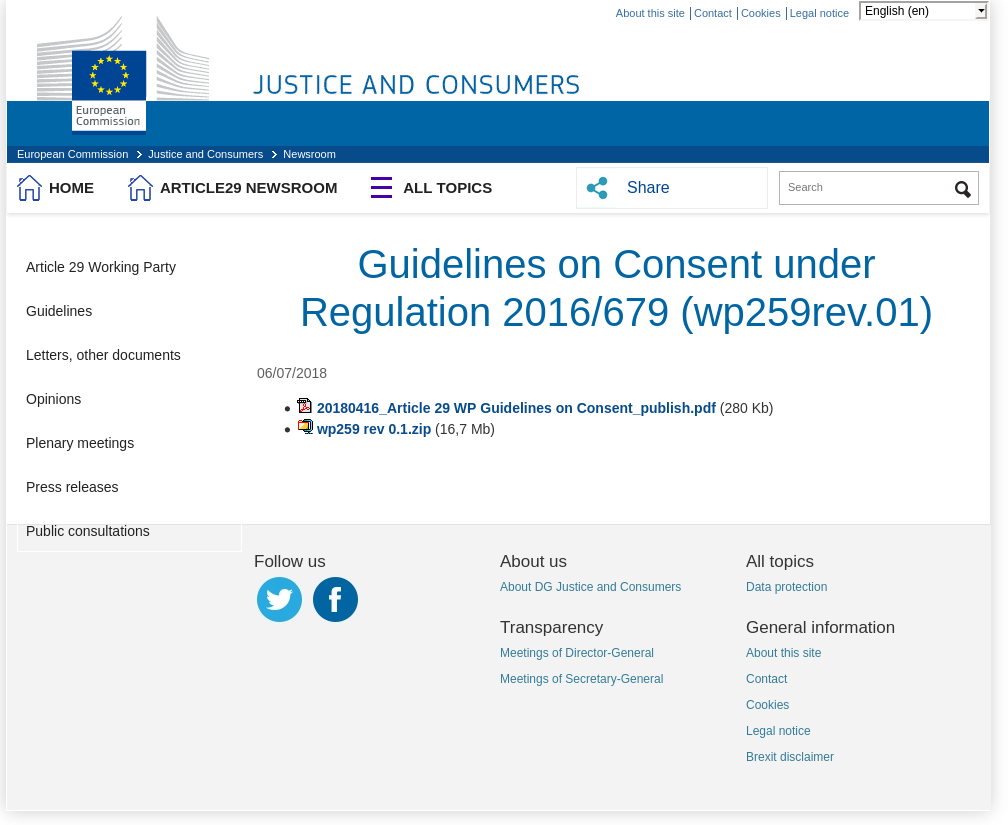 About this site Contact Cookies Legal notice English (en)
JUSTICE AND CONSUMERS
European
Commission
European Commission Justice and Consumers Newsroom
HOME ARTICLE29 NEWSROOM ALL TOPICS Share Search
Article 29 Working Party
Guidelines
Letters, other documents
Opinions
Plenary meetings
Press releases
Public consultations
Guidelines on Consent under
Regulation 2016/679 (wp259rev.01)
06/07/2018
• 20180416_Article 29 WP Guidelines on Consent_publish.pdf (280 Kb)
• wp259 rev 0.1.zip (16,7 Mb)
Follow us
About us
About DG Justice and Consumers
Transparency
Meetings of Director-General
Meetings of Secretary-General
All topics
Data protection
General information
About this site
Contact
Cookies
Legal notice
Brexit disclaimer